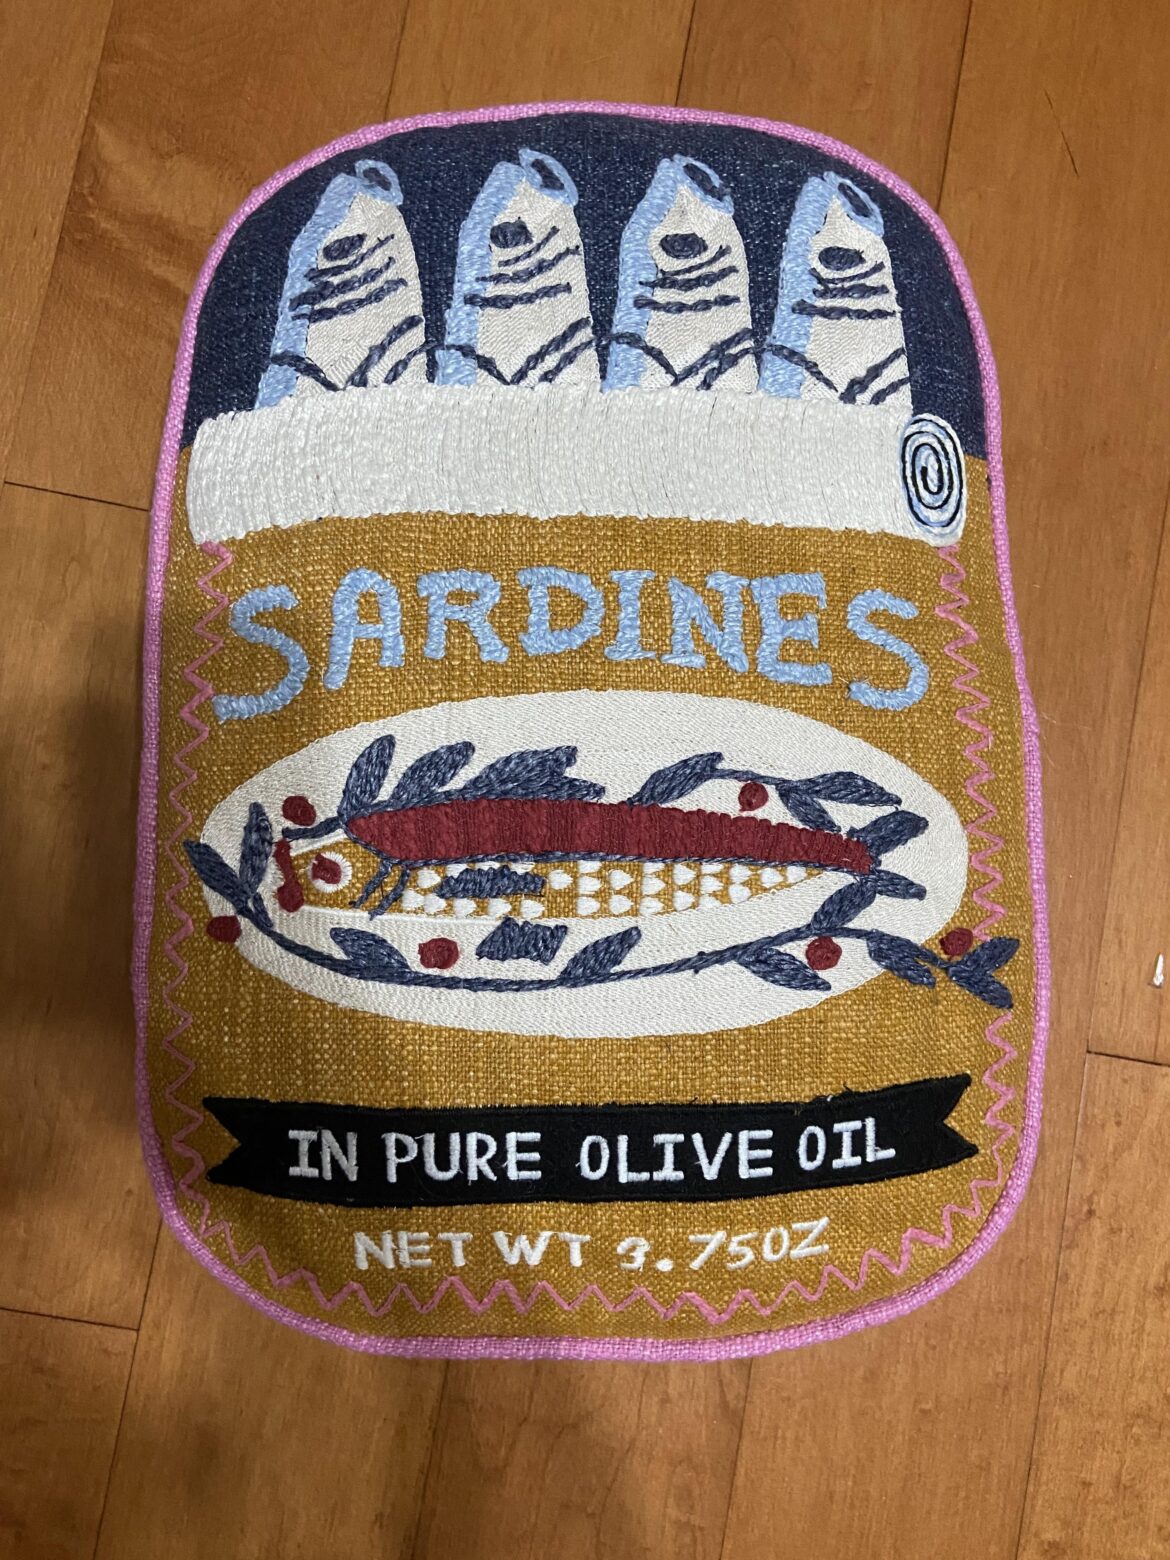 SARDINES
IN PURE OLIVE OIL
NET WT 3.75OZ